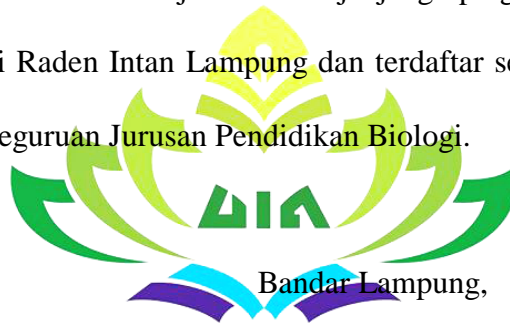 i Raden Intan Lampung dan terdaftar se
eguruan Jurusan Pendidikan Biologi.
UIN
Bandar Lampung,